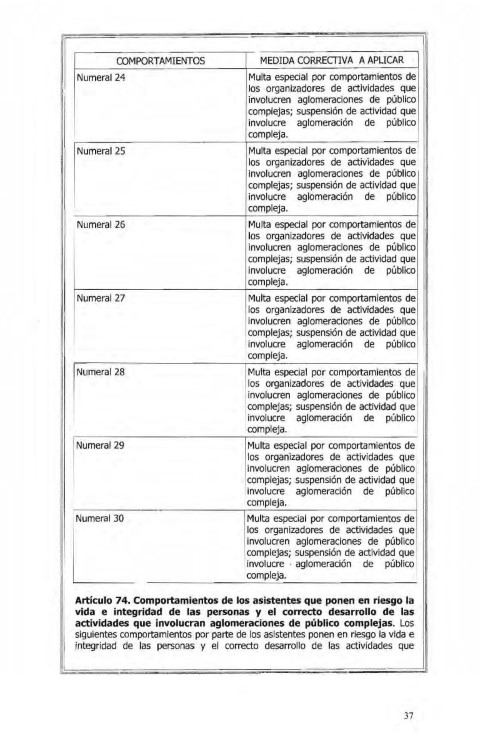 COMPORTAMIENTOS MEDIDA CORRECTIVA A APLICAR
Numeral 24 Multa especial por comportamientos de
los organizadores de actividades que
involucren aglomeraciones de público
complejas; suspensión de actividad que
involucre aglomeración de público
compleja.
Numeral 25 Multa especial por comportamientos de
los organizadores de actividades que
involucren aglomeraciones de público
complejas; suspensión de actividad que
involucre aglomeración de público
compleja.
Numeral 26 Multa especial por comportamientos de
los organizadores de actividades que
involucren aglomeraciones de público
complejas; suspensión de actividad que
involucre aglomeración de público
compleja.
Numeral 27 Multa especial por comportamientos de
los organizadores de actividades que
involucren aglomeraciones de público
complejas; suspensión de actividad que
involucre aglomeración de público
compleja.
Numeral 28 Multa especial por comportamientos de
los organizadores de actividades que
involucren aglomeraciones de público
complejas; suspensión de actividad que
involucre aglomeración de público
compleja.
Numeral 29 Multa especial por comportamientos de
los organizadores de actividades que
involucren aglomeraciones de público
complejas; suspensión de actividad que
involucre aglomeración de público
compleja.
Numeral 30 Multa especial por comportamientos de
los organizadores de actividades que
involucren aglomeraciones de público
complejas; suspensión de actividad que
involucre aglomeración de público
compleja.
Artículo 74. Comportamientos de los asistentes que ponen en riesgo la
vida e integridad de las personas y el correcto desarrollo de las
actividades que involucran aglomeraciones de público complejas. Los
siguientes comportamientos por parte de los asistentes ponen en riesgo la vida e
integridad de las personas y el correcto desarrollo de las actividades que
37